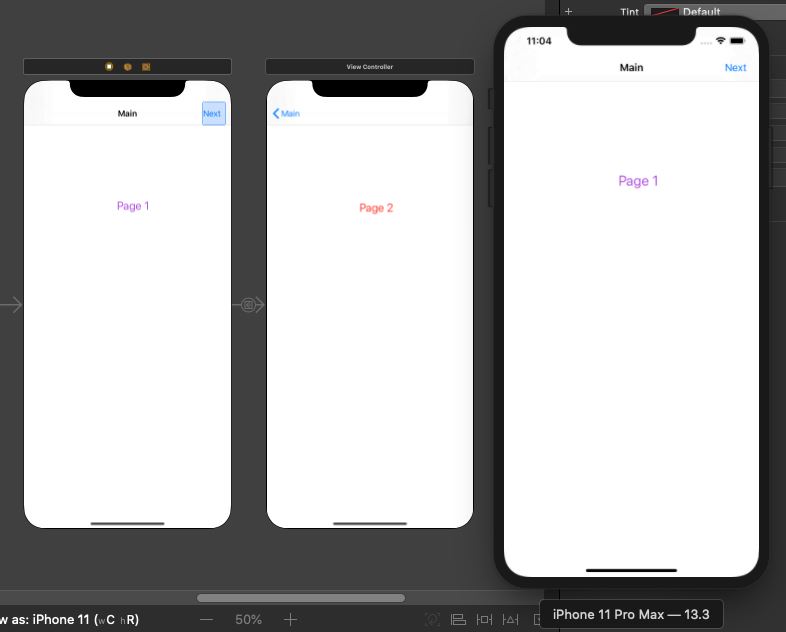 Tint
Default
View Controller
11:04
Main
Next
Main
Next
Main
Page 1
Page 1
Page 2
w as: iPhone 11 (wC hR)
50%
iPhone 11 Pro Max — 13.3